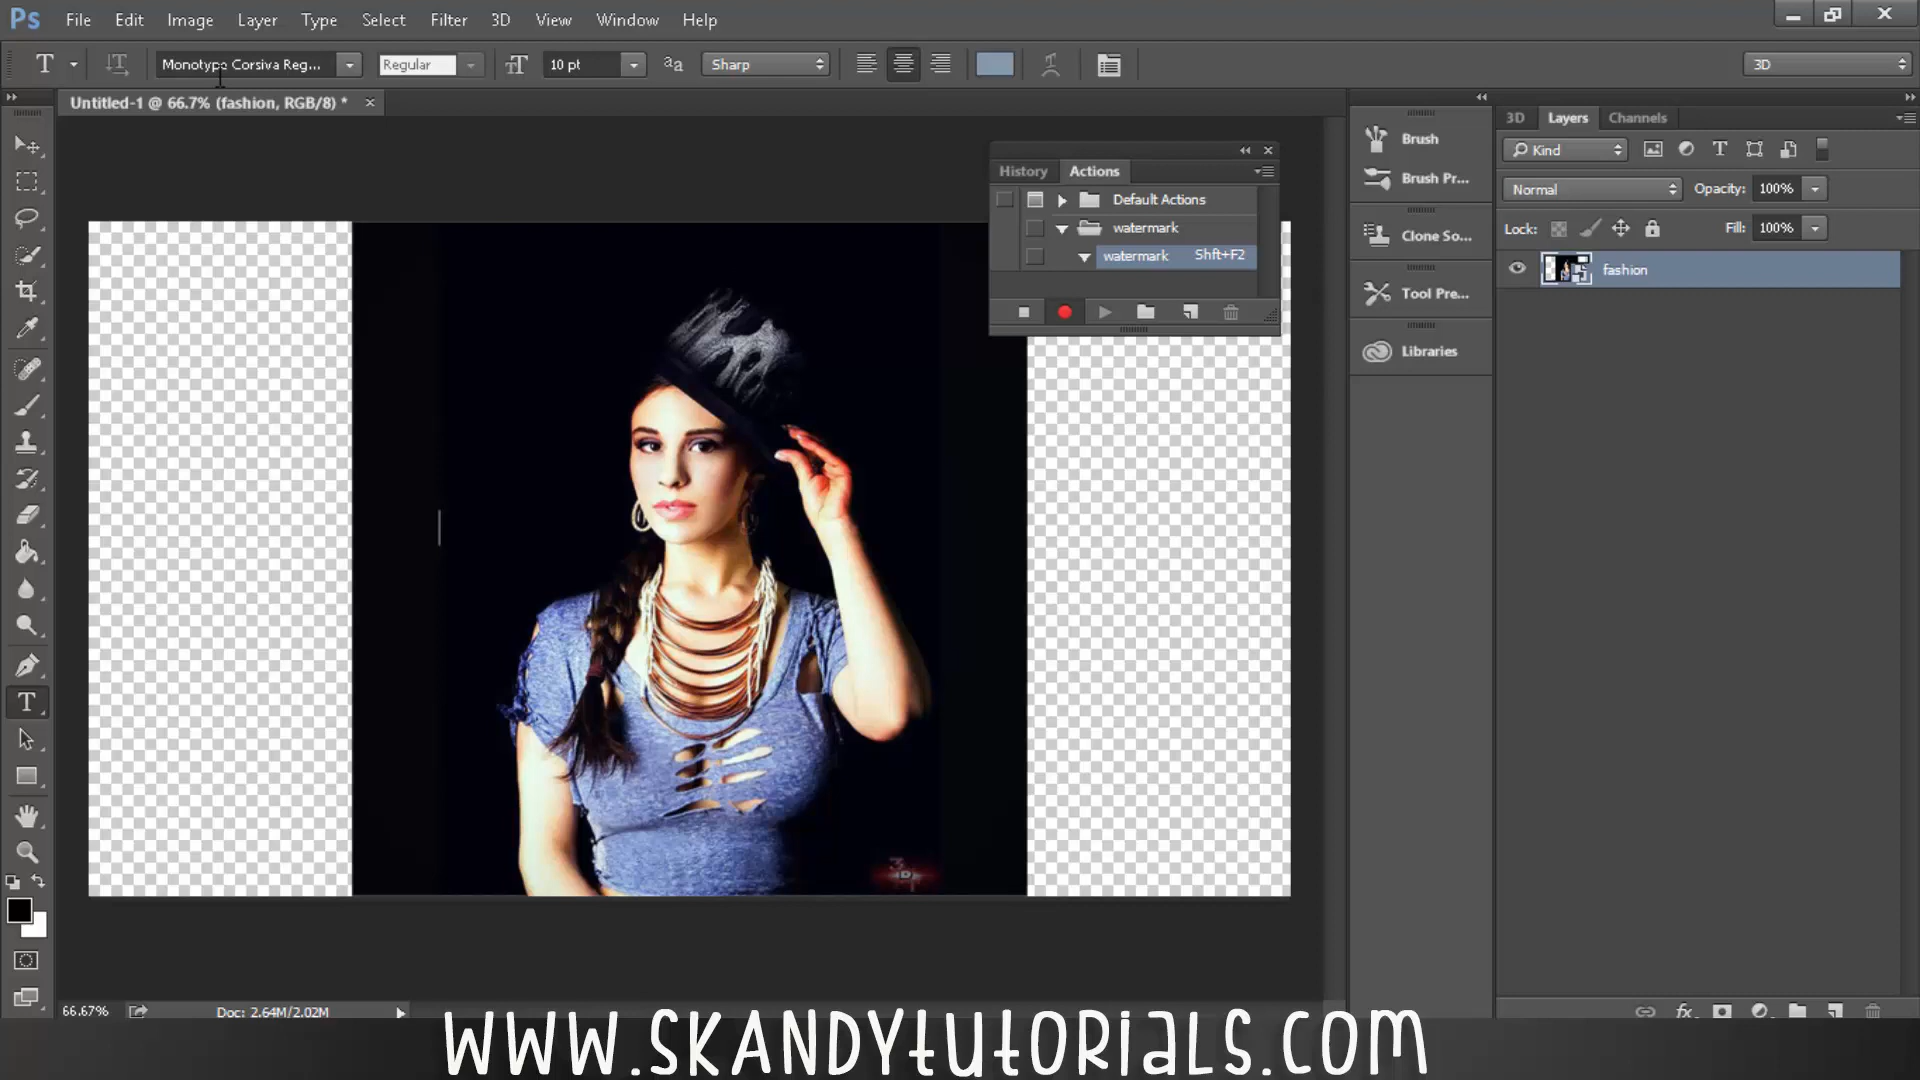 Ps File Edit Image Layer Type Select Filter 3D View Window Help
T Monotype Corsiva Reg... Regular 10 pt aa Sharp 3D
Untitled-1 @ 66.7% (fashion, RGB/8) *
History Actions
Default Actions
watermark
watermark Shft+F2
Brush
Brush Pr...
Clone So...
Tool Pre...
Libraries
3D Layers Channels
Kind
Normal Opacity: 100%
Lock: Fill: 100%
fashion
66.67% Doc: 2.64M/2.02M
www.SKANDYtutorials.com